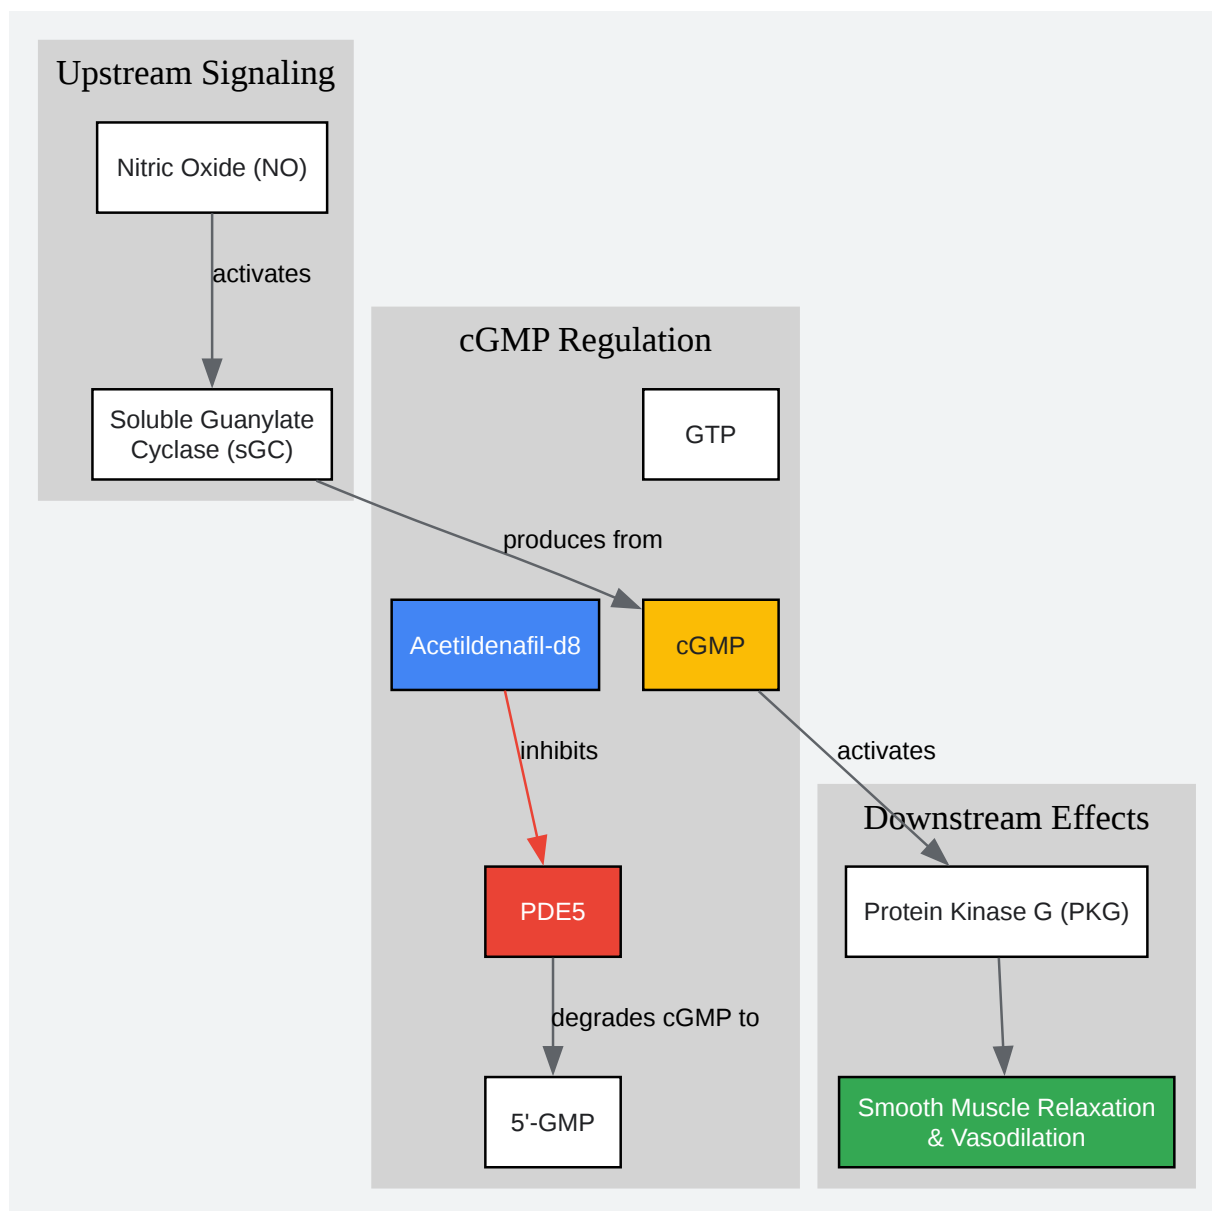 Upstream Signaling
Nitric Oxide (NO)
activates
Soluble Guanylate
Cyclase (sGC)
cGMP Regulation
GTP
produces from
Acetildenafil-d8
cGMP
inhibits
activates
PDE5
degrades cGMP to
5'-GMP
Downstream Effects
Protein Kinase G (PKG)
Smooth Muscle Relaxation
& Vasodilation